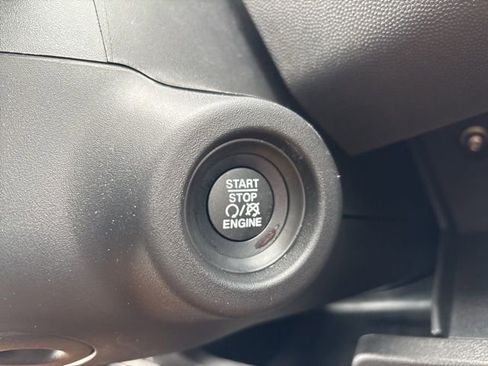 START
STOP
/
ENGINE